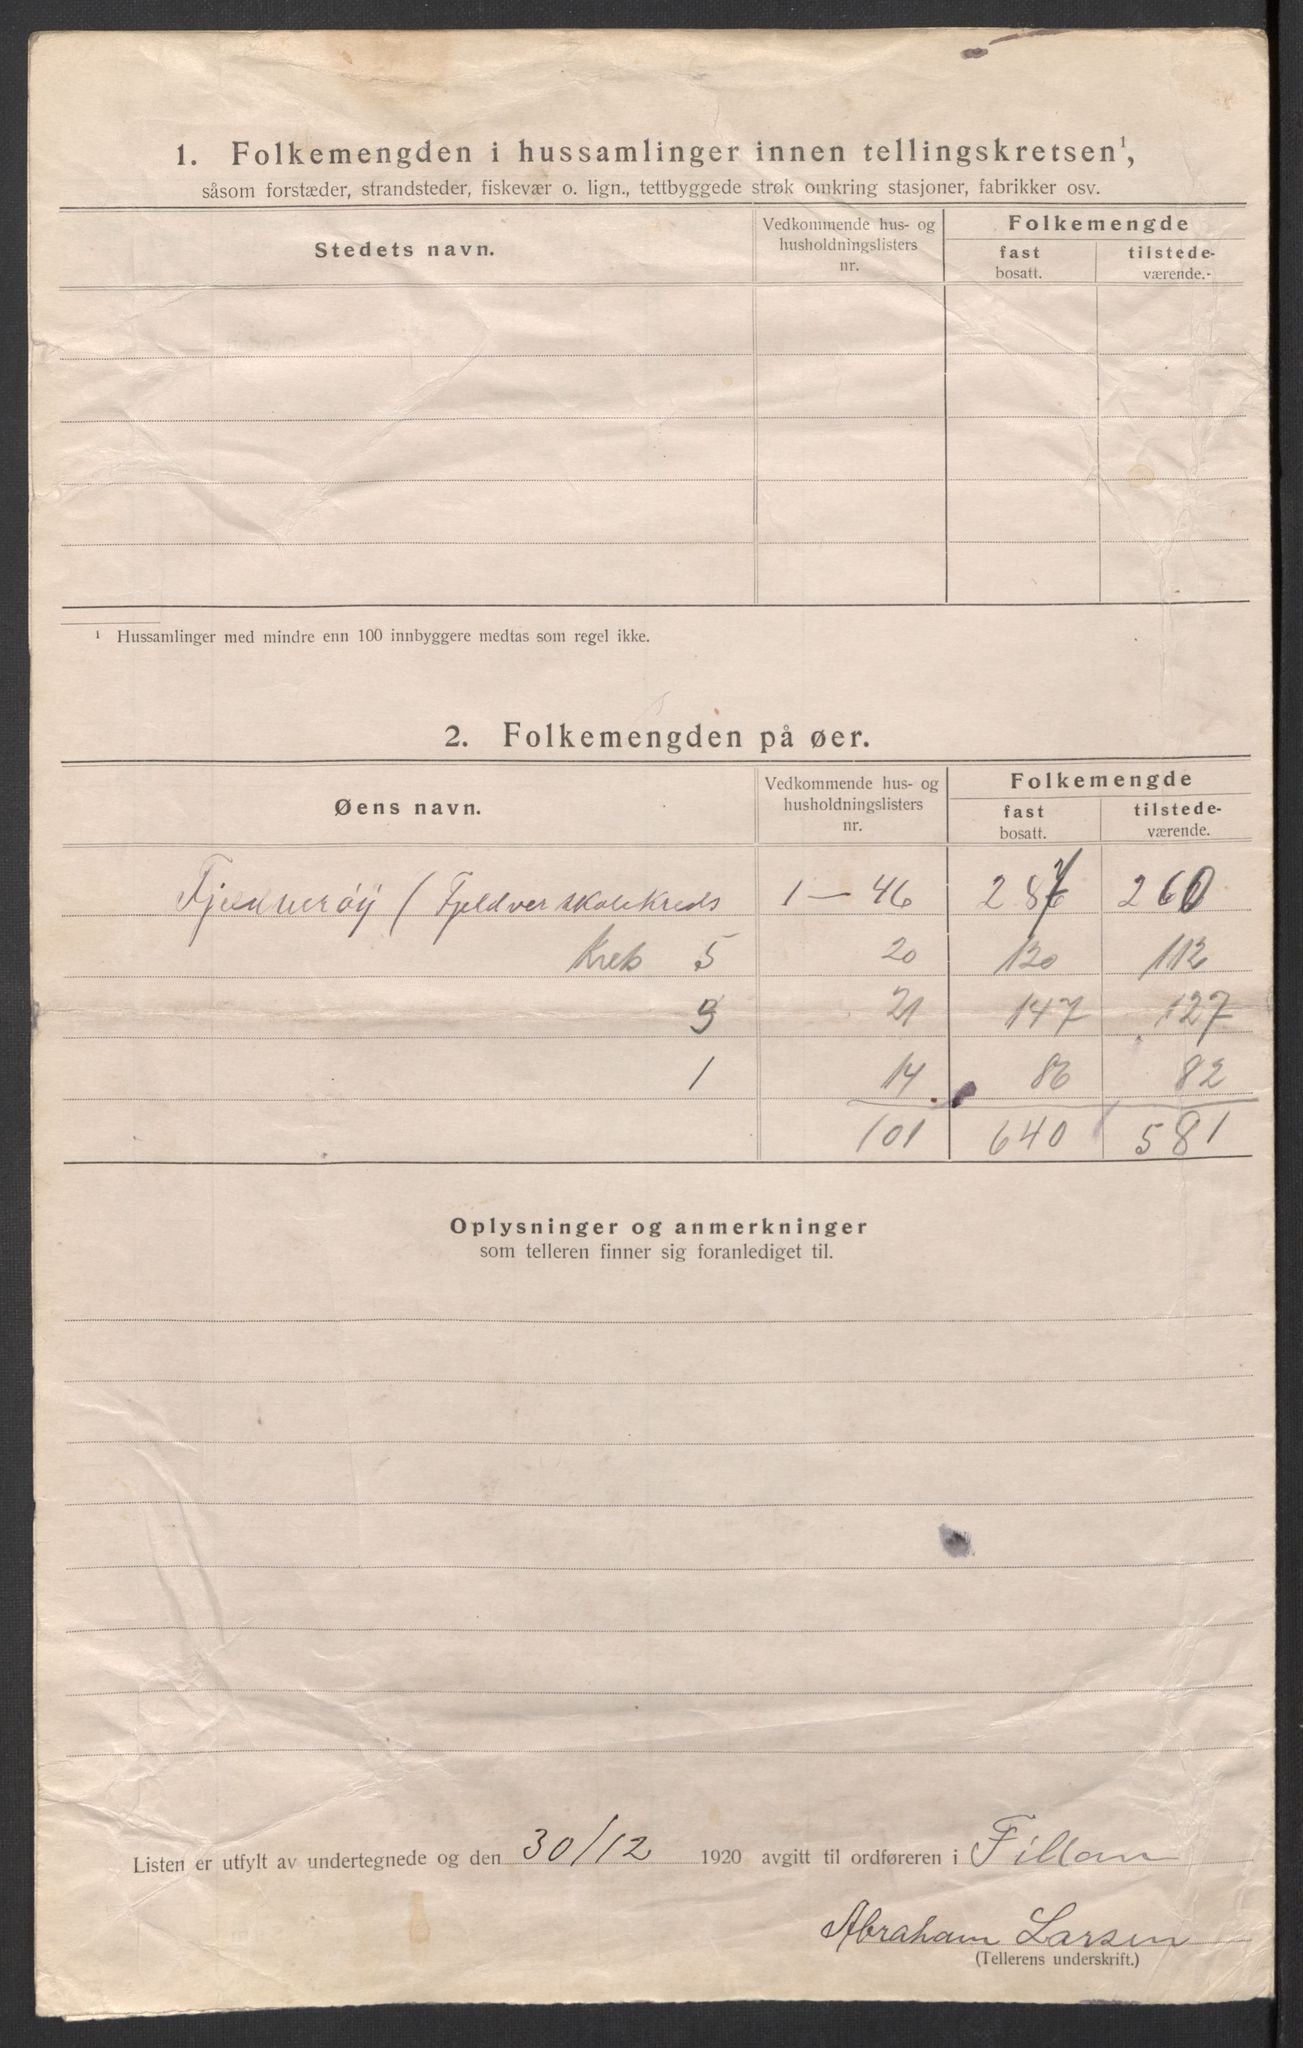 1. Folkemengden i hussamlinger innen tellingskretsen¹,
såsom forstæder, strandsteder, fiskevær o. lign., tettbyggede strøk omkring stasjoner, fabrikker osv.
Stedets navn.
Vedkommende hus- og husholdningslisters nr.
Folkemengde
fast bosatt.
tilstede-værende.
¹ Hussamlinger med mindre enn 100 innbyggere medtas som regel ikke.
2. Folkemengden på øer.
Øens navn.
Vedkommende hus- og husholdningslisters nr.
Folkemengde
fast bosatt.
tilstede-værende.
( Fjeldvær skolekreds 1 — 46 287 260
Kreds 5 20 120 112
21 147 127
1 14 86 82
101 640 581
Oplysninger og anmerkninger
som telleren finner sig foranlediget til.
Listen er utfylt av undertegnede og den 30/12 1920 avgitt til ordføreren i Fillan
Abraham Larsen
(Tellerens underskrift.)